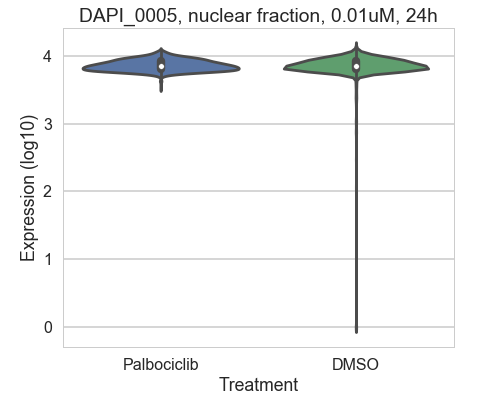 DAPI_0005, nuclear fraction, 0.01uM, 24h
4
3
2
1
0
Expression (log10)
Palbociclib
DMSO
Treatment